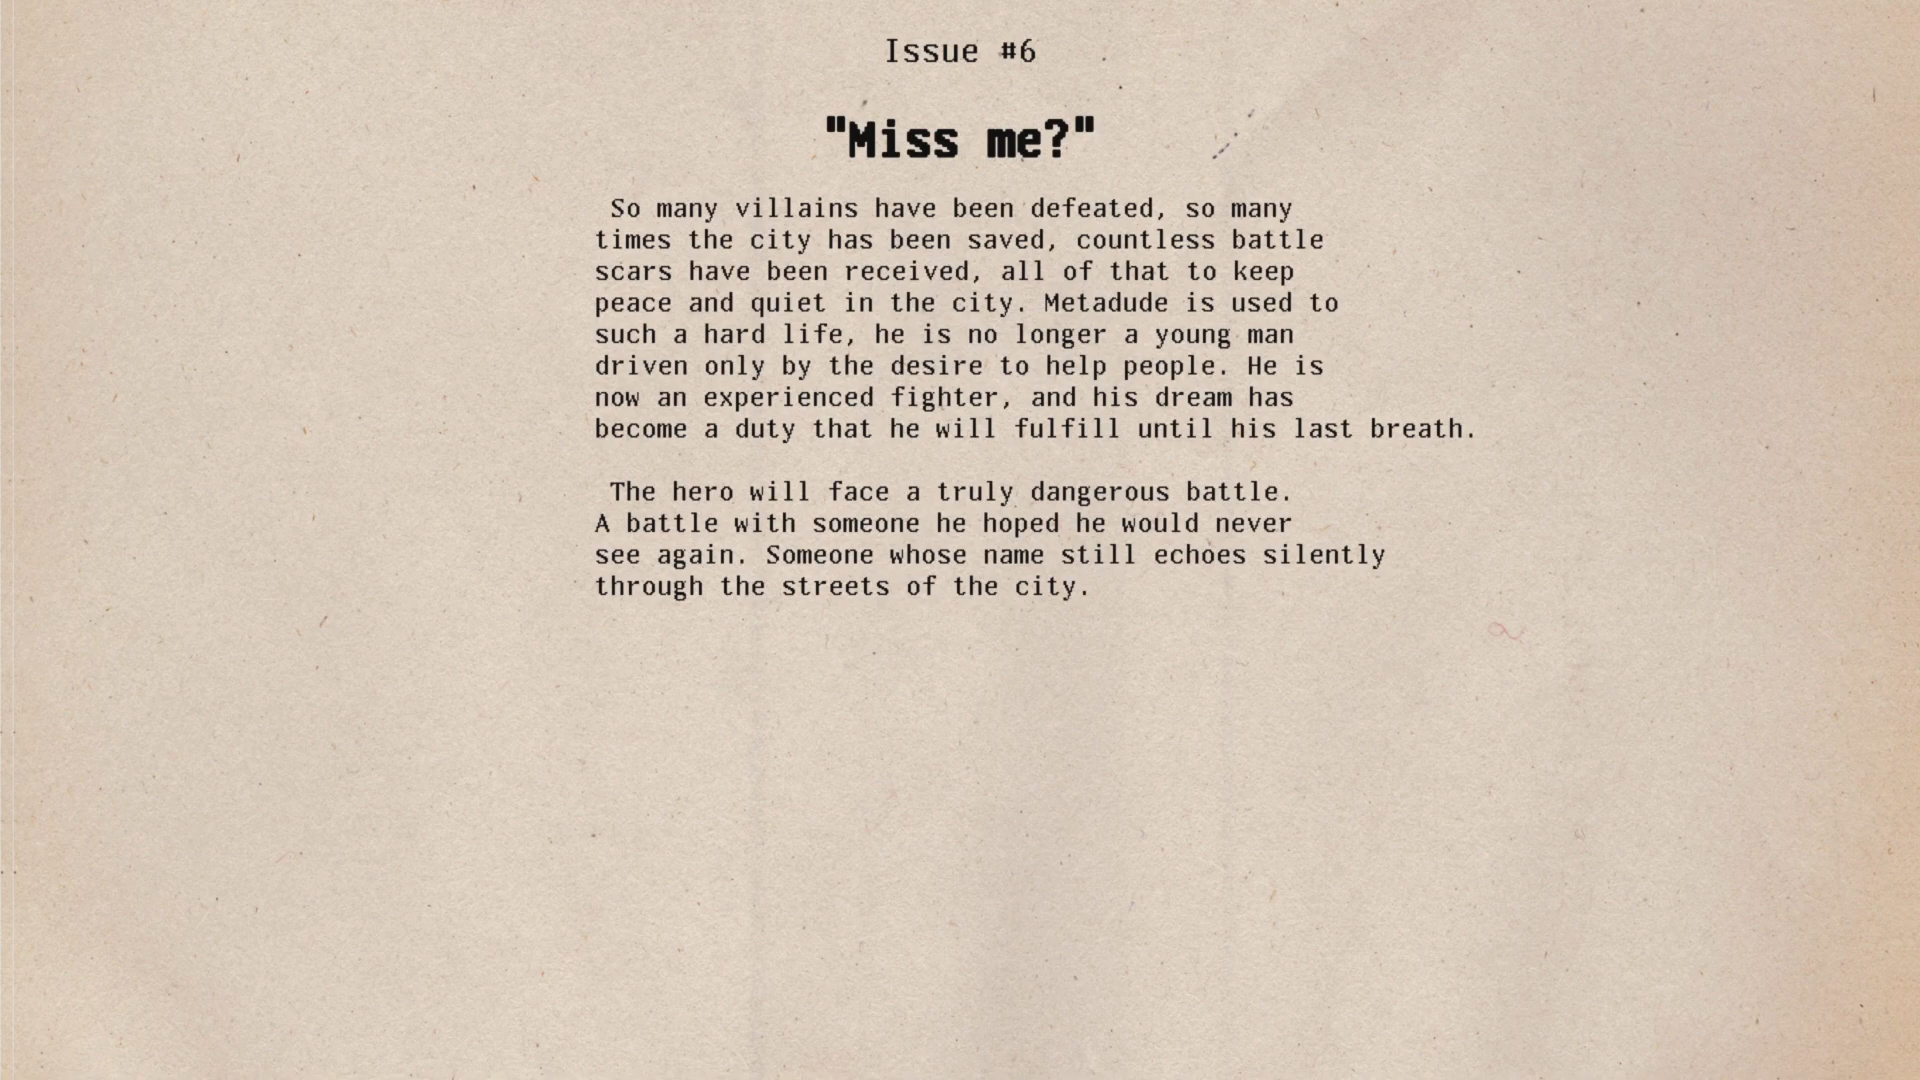 Issue #6
"Miss me?"
So many villains have been defeated, so many
times the city has been saved, countless battle
scars have been received, all of that to keep
peace and quiet in the city. Metadude is used to
such a hard life, he is no longer a young man
driven only by the desire to help people. He is
now an experienced fighter, and his dream has
become a duty that he will fulfill until his last breath.
The hero will face a truly dangerous battle.
A battle with someone he hoped he would never
see again. Someone whose name still echoes silently
through the streets of the city.